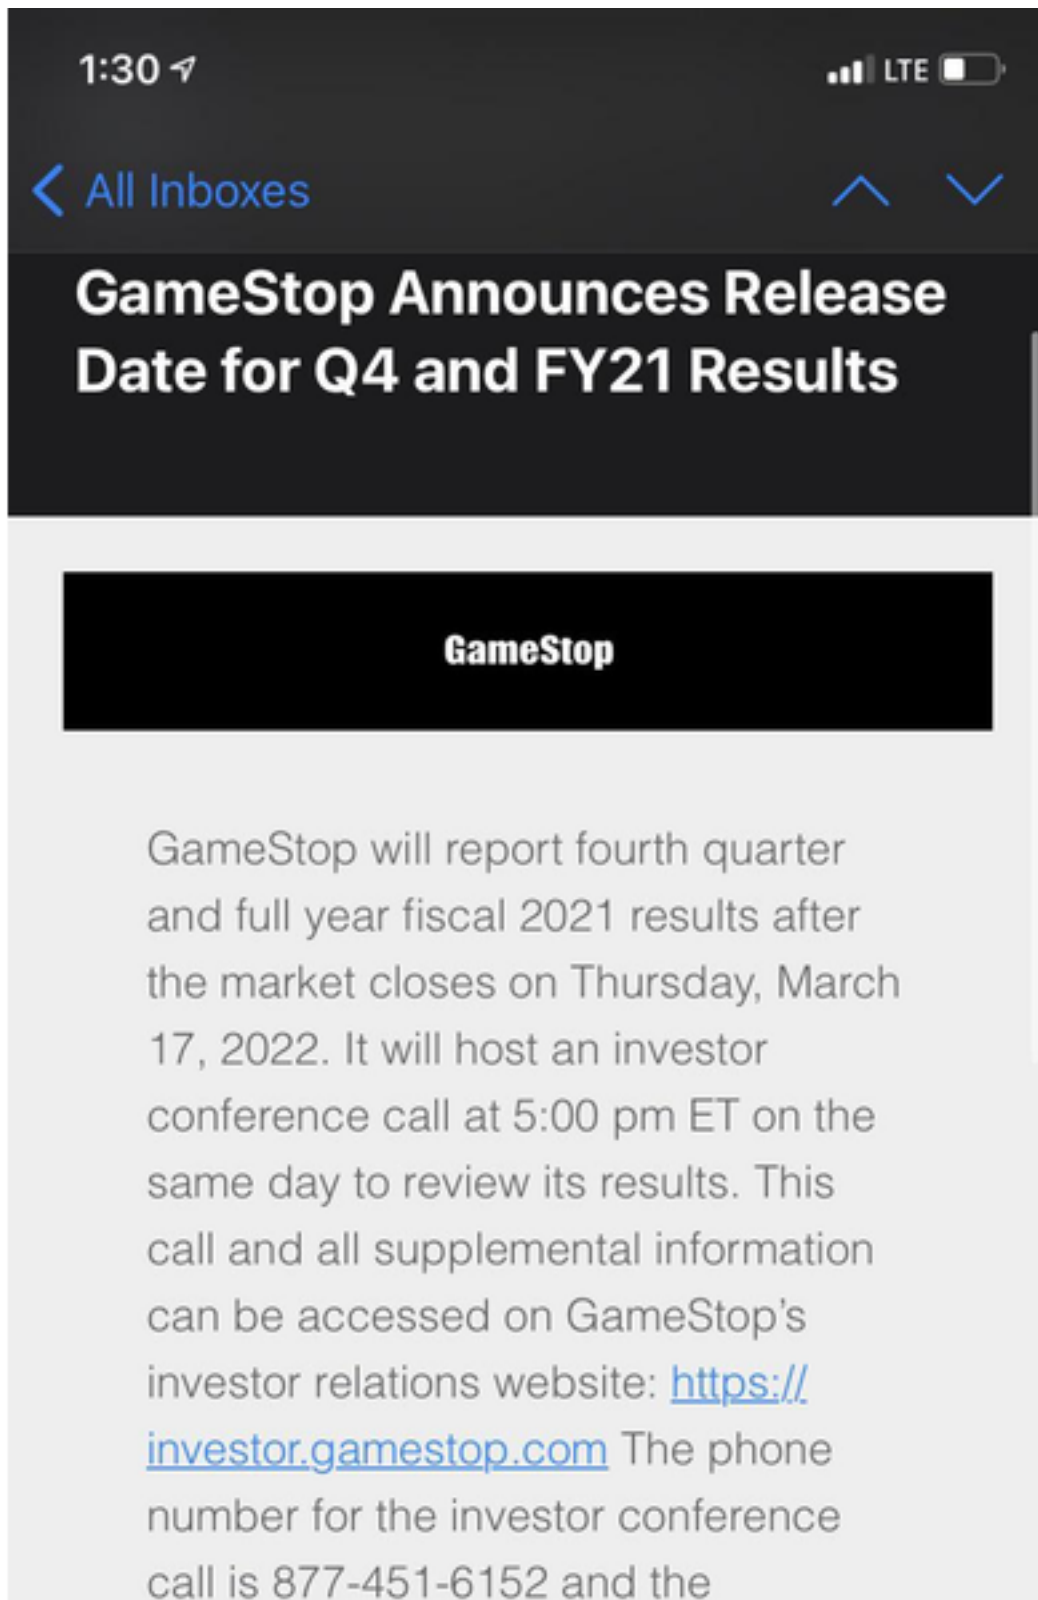 1:30
LTE
All Inboxes
GameStop Announces Release
Date for Q4 and FY21 Results
GameStop
GameStop will report fourth quarter
and full year fiscal 2021 results after
the market closes on Thursday, March
17, 2022. It will host an investor
conference call at 5:00 pm ET on the
same day to review its results. This
call and all supplemental information
can be accessed on GameStop’s
investor relations website: https://
investor.gamestop.com The phone
number for the investor conference
call is 877-451-6152 and the